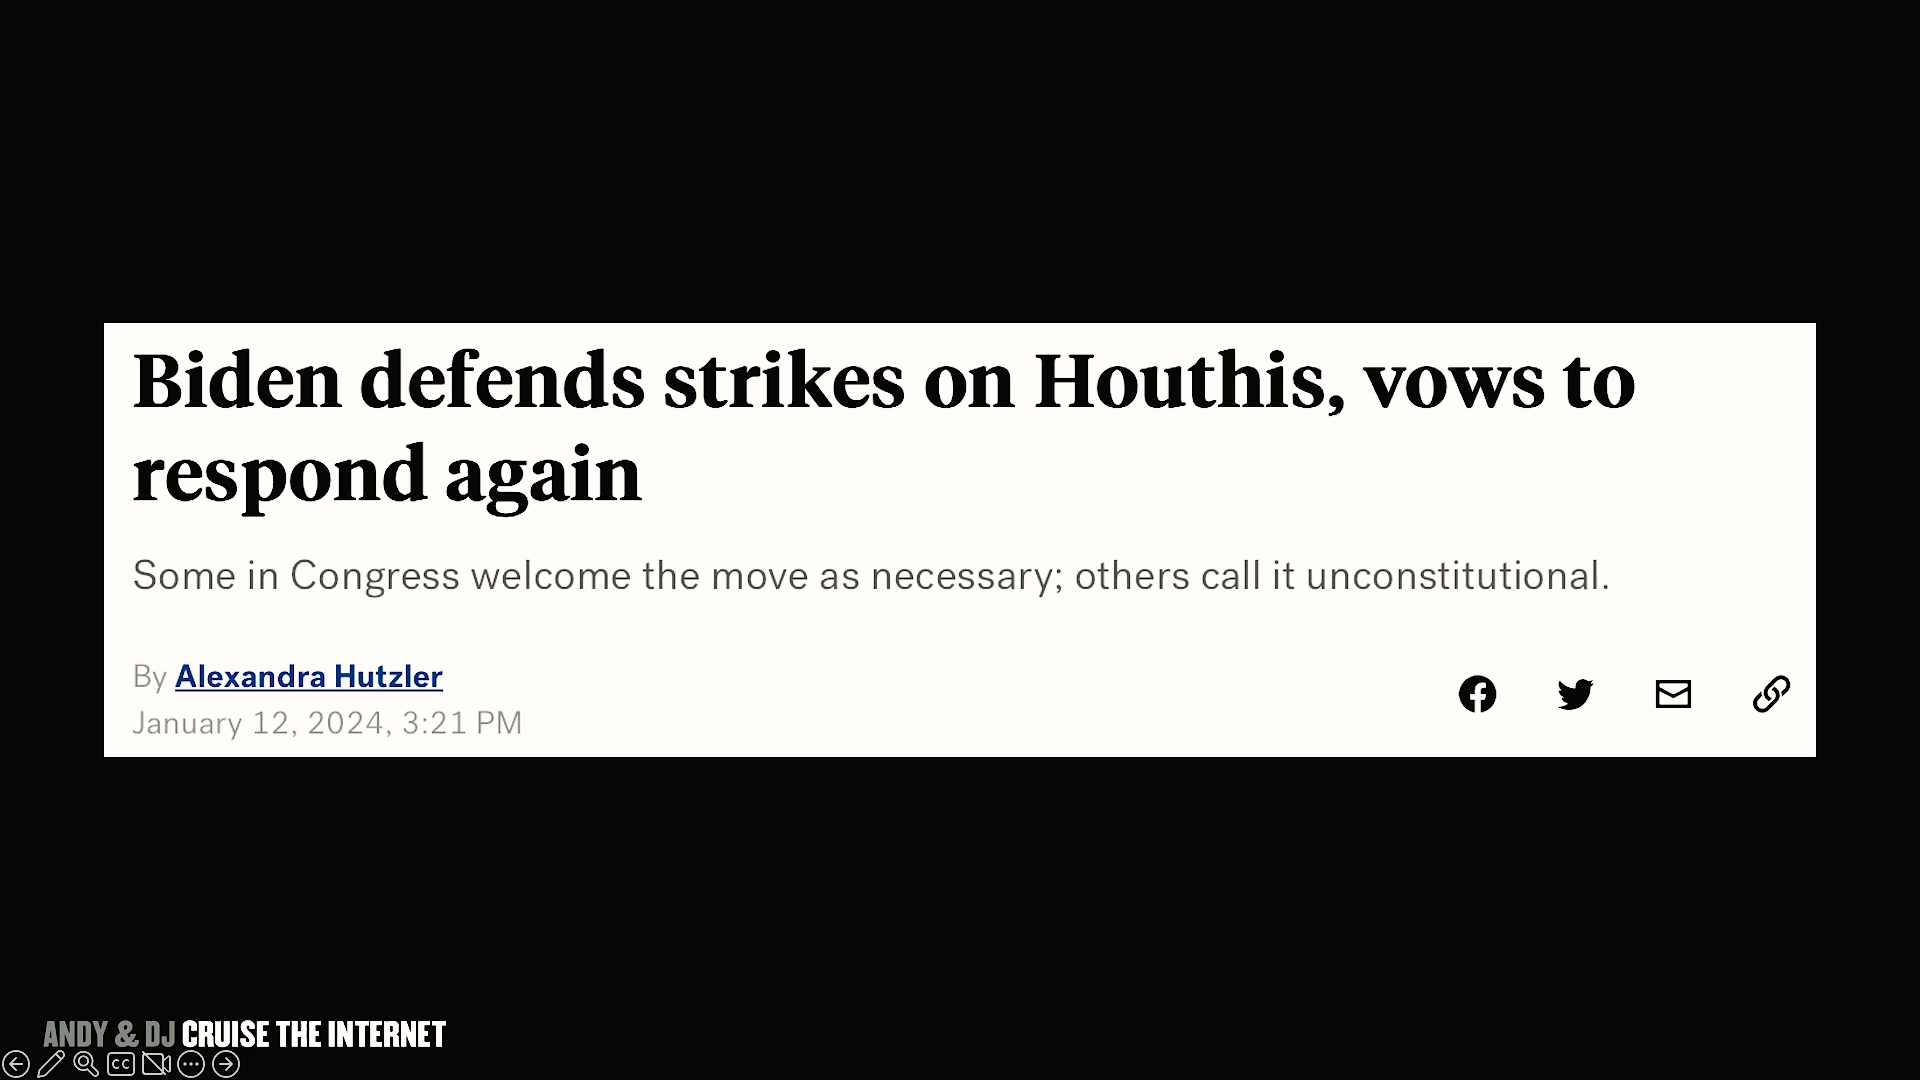 Biden defends strikes on Houthis, vows to
respond again
Some in Congress welcome the move as necessary; others call it unconstitutional.
By Alexandra Hutzler
January 12, 2024, 3:21 PM
ANDY & DJ CRUISE THE INTERNET
CC